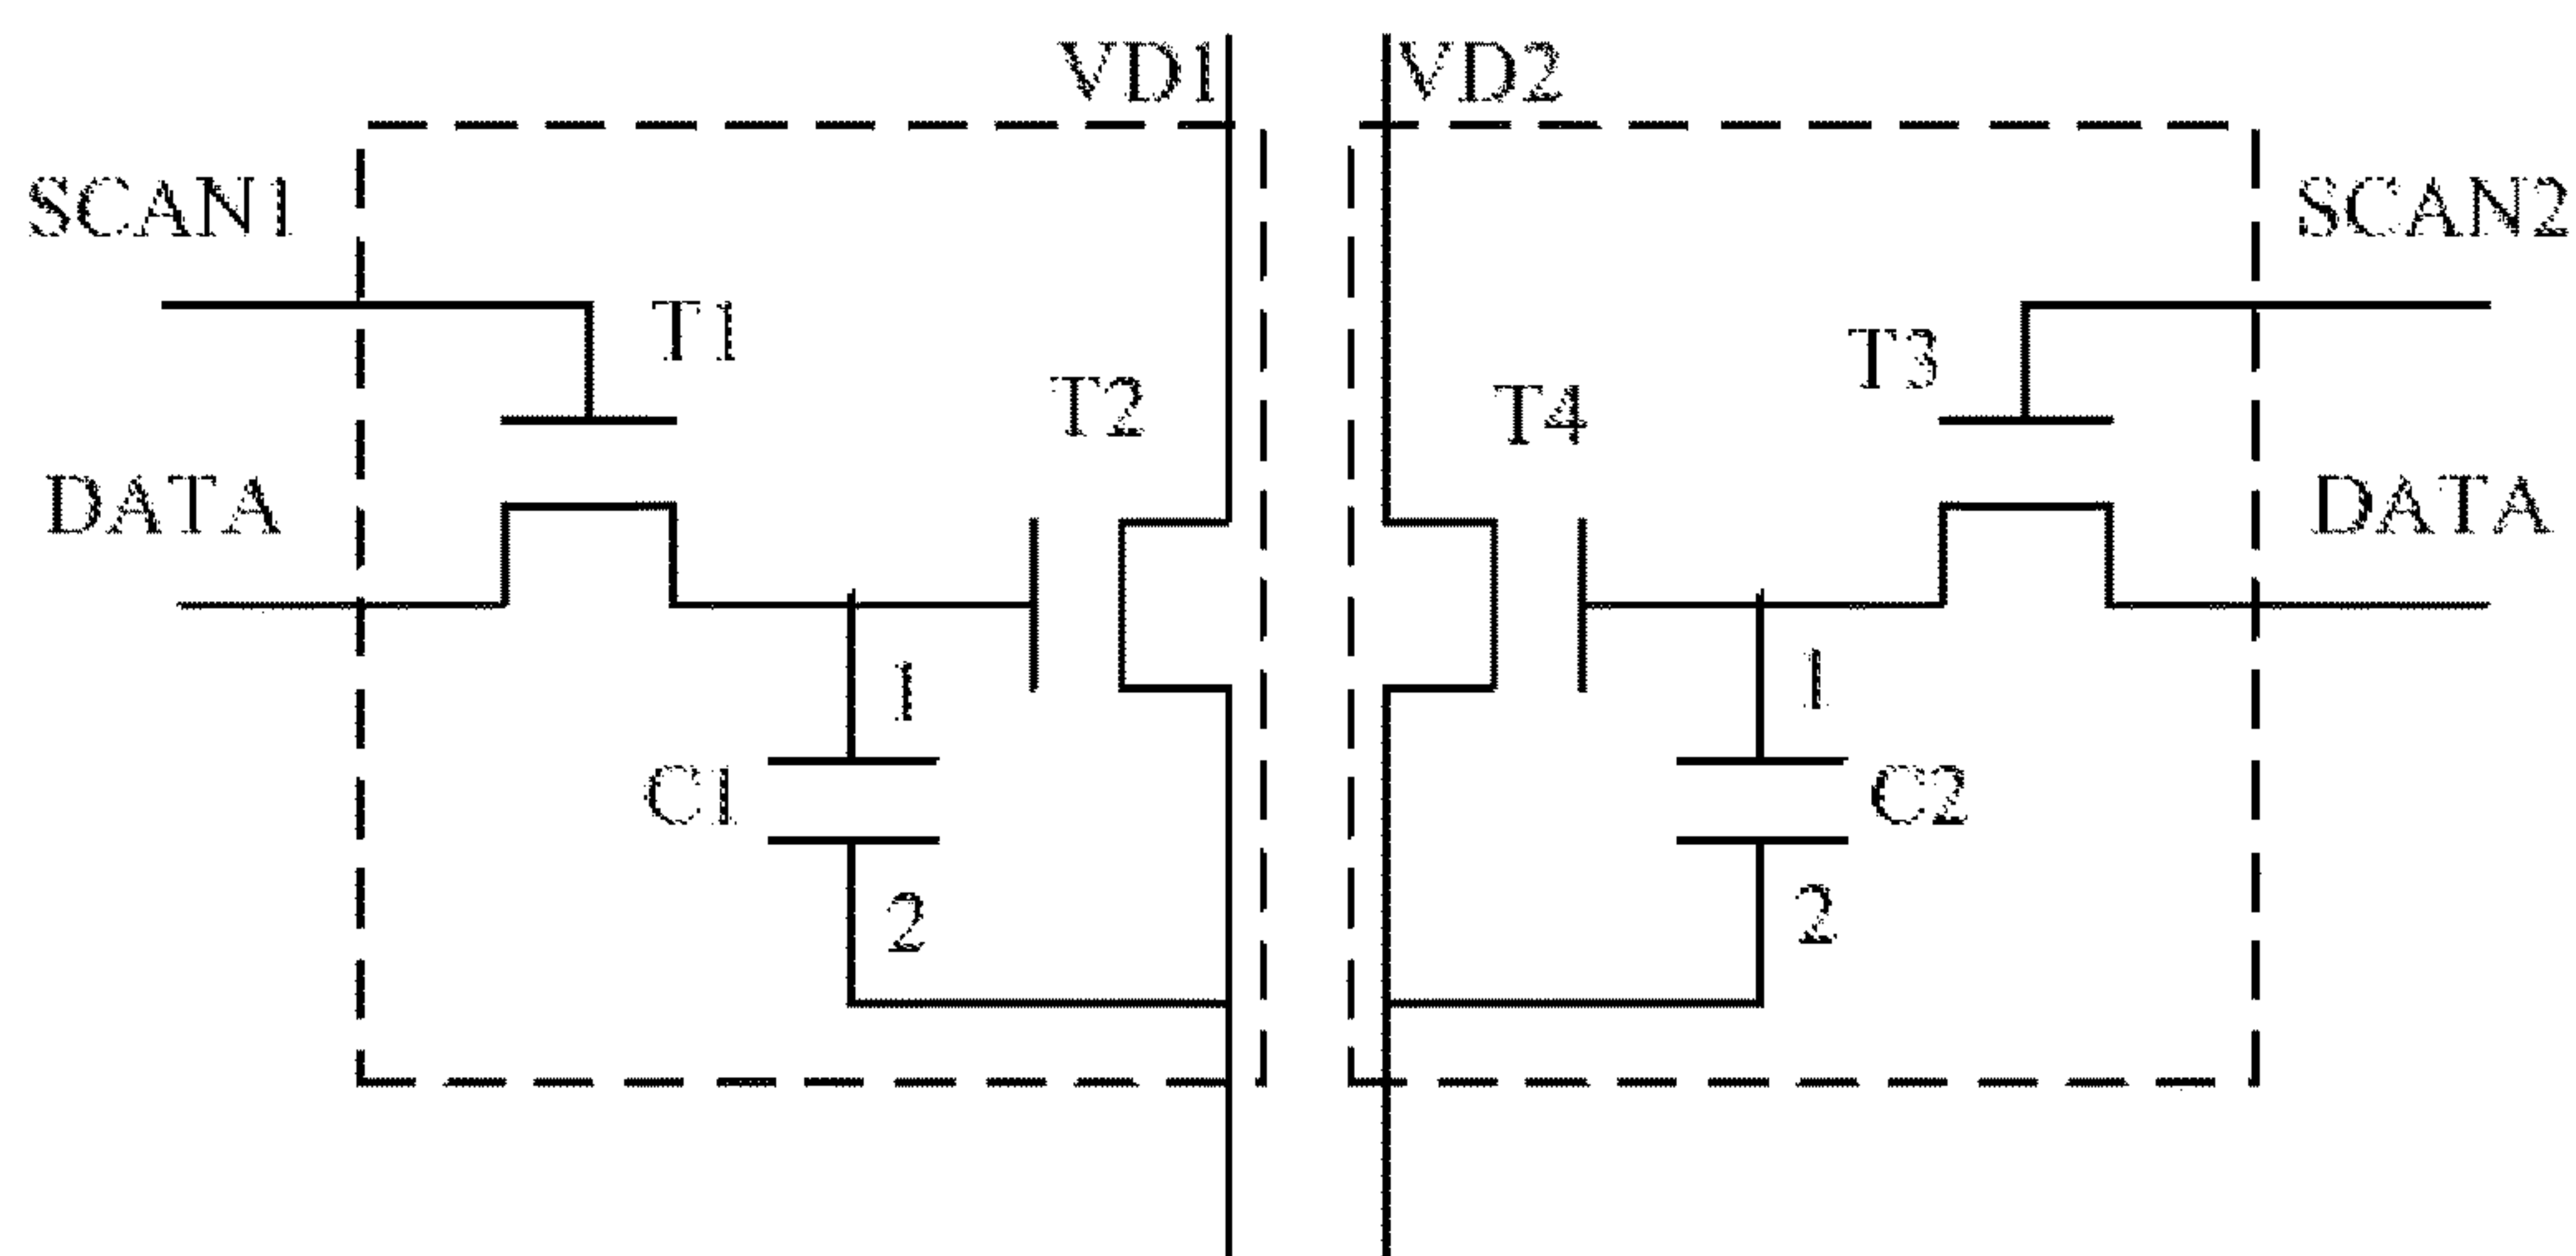 VD1 VD2
SCAN1 SCAN2
T1 T3
T2 T4
DATA DATA
1 1
C1 C2
2 2